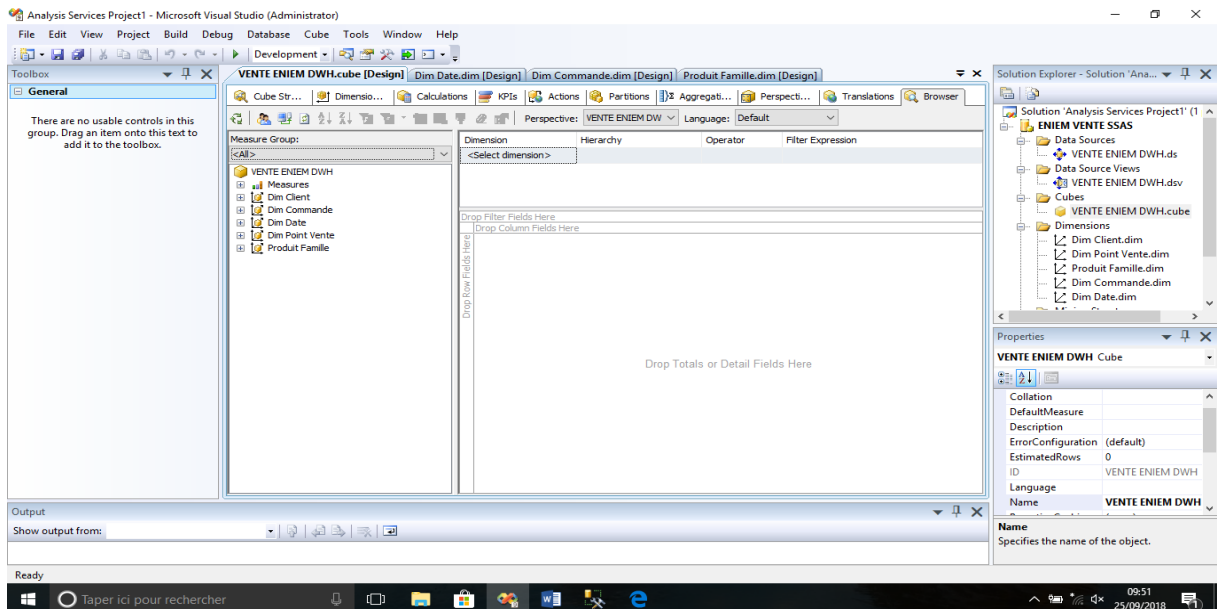 Analysis Services Project1 - Microsoft Visual Studio (Administrator)
File Edit View Project Build Debug Database Cube Tools Window Help
Development
Toolbox
General
There are no usable controls in this
group. Drag an item onto this text to
add it to the toolbox.
VENTE ENIEM DWH.cube [Design] Dim Date.dim [Design] Dim Commande.dim [Design] Produit Famille.dim [Design]
Cube Str... Dimensio... Calculations KPIs Actions Partitions Aggregati... Perspecti... Translations Browser
Perspective: VENTE ENIEM DW Language: Default
Measure Group:
<All>
VENTE ENIEM DWH
Measures
Dim Client
Dim Commande
Dim Date
Dim Point Vente
Produit Famille
Dimension Hierarchy Operator Filter Expression
<Select dimension>
Drop Filter Fields Here
Drop Column Fields Here
Drop Row Fields Here
Drop Totals or Detail Fields Here
Solution Explorer - Solution 'Ana...
Solution 'Analysis Services Project1' (1
ENIEM VENTE SSAS
Data Sources
VENTE ENIEM DWH.ds
Data Source Views
VENTE ENIEM DWH.dsv
Cubes
VENTE ENIEM DWH.cube
Dimensions
Dim Client.dim
Dim Point Vente.dim
Produit Famille.dim
Dim Commande.dim
Dim Date.dim
Properties
VENTE ENIEM DWH Cube
Collation
DefaultMeasure
Description
ErrorConfiguration (default)
EstimatedRows 0
ID VENTE ENIEM DWH
Language
Name VENTE ENIEM DWH
Name
Specifies the name of the object.
Output
Show output from:
Ready
Taper ici pour rechercher
09:51
25/09/2018